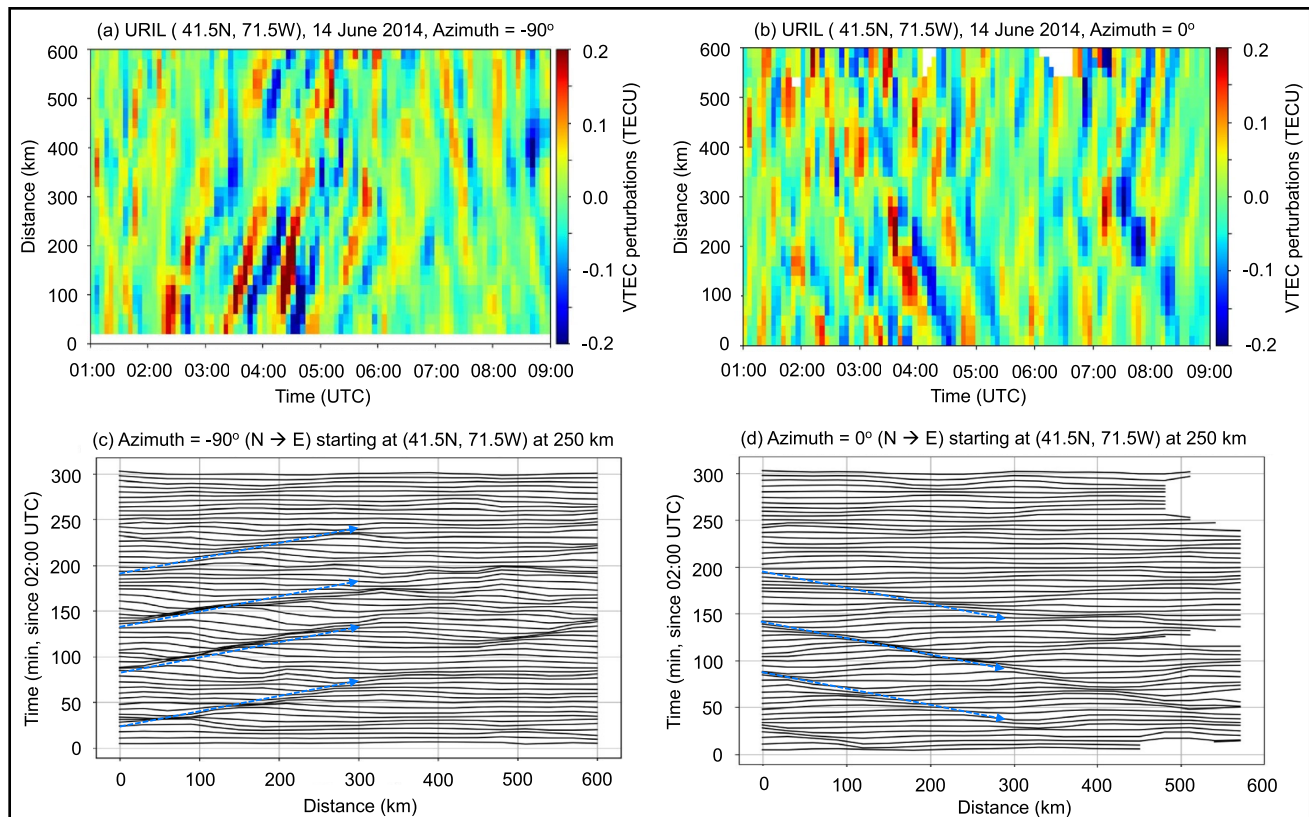 (a) URIL ( 41.5N, 71.5W), 14 June 2014, Azimuth = -90º
600
500
400
300
200
100
0
Distance (km)
01:00 02:00 03:00 04:00 05:00 06:00 07:00 08:00 09:00
Time (UTC)
0.2
0.1
0.0
-0.1
-0.2
VTEC perturbations (TECU)
(b) URIL ( 41.5N, 71.5W), 14 June 2014, Azimuth = 0º
600
500
400
300
200
100
0
Distance (km)
01:00 02:00 03:00 04:00 05:00 06:00 07:00 08:00 09:00
Time (UTC)
0.2
0.1
0.0
-0.1
-0.2
VTEC perturbations (TECU)
(c) Azimuth = -90º (N → E) starting at (41.5N, 71.5W) at 250 km
300
250
200
150
100
50
0
Time (min, since 02:00 UTC)
0 100 200 300 400 500 600
Distance (km)
(d) Azimuth = 0º (N → E) starting at (41.5N, 71.5W) at 250 km
300
250
200
150
100
50
0
Time (min, since 02:00 UTC)
0 100 200 300 400 500 600
Distance (km)